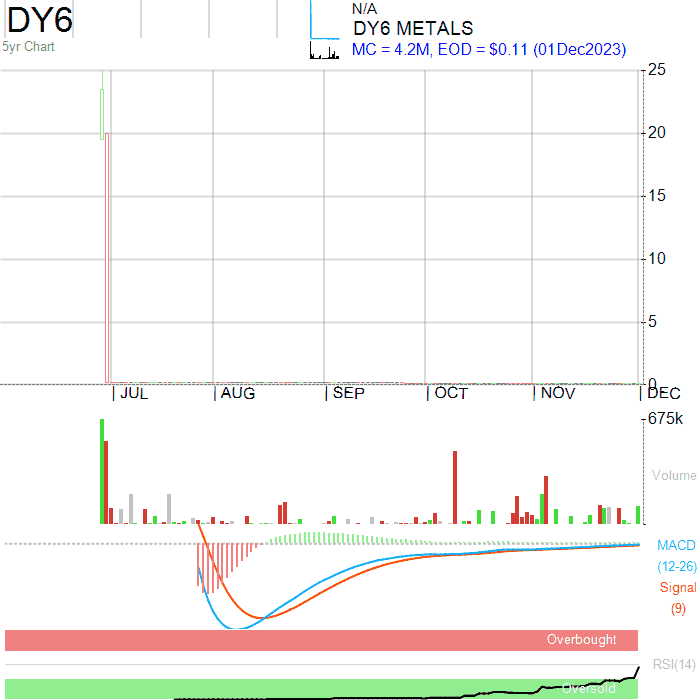 DY6
N/A
DY6 METALS
5yr Chart
MC = 4.2M, EOD = $0.11 (01Dec2023)
25
20
15
10
5
0
JUL AUG SEP OCT NOV DEC
675k
Volume
MACD
(12-26)
Signal
(9)
Overbought
RSI(14)
Oversold